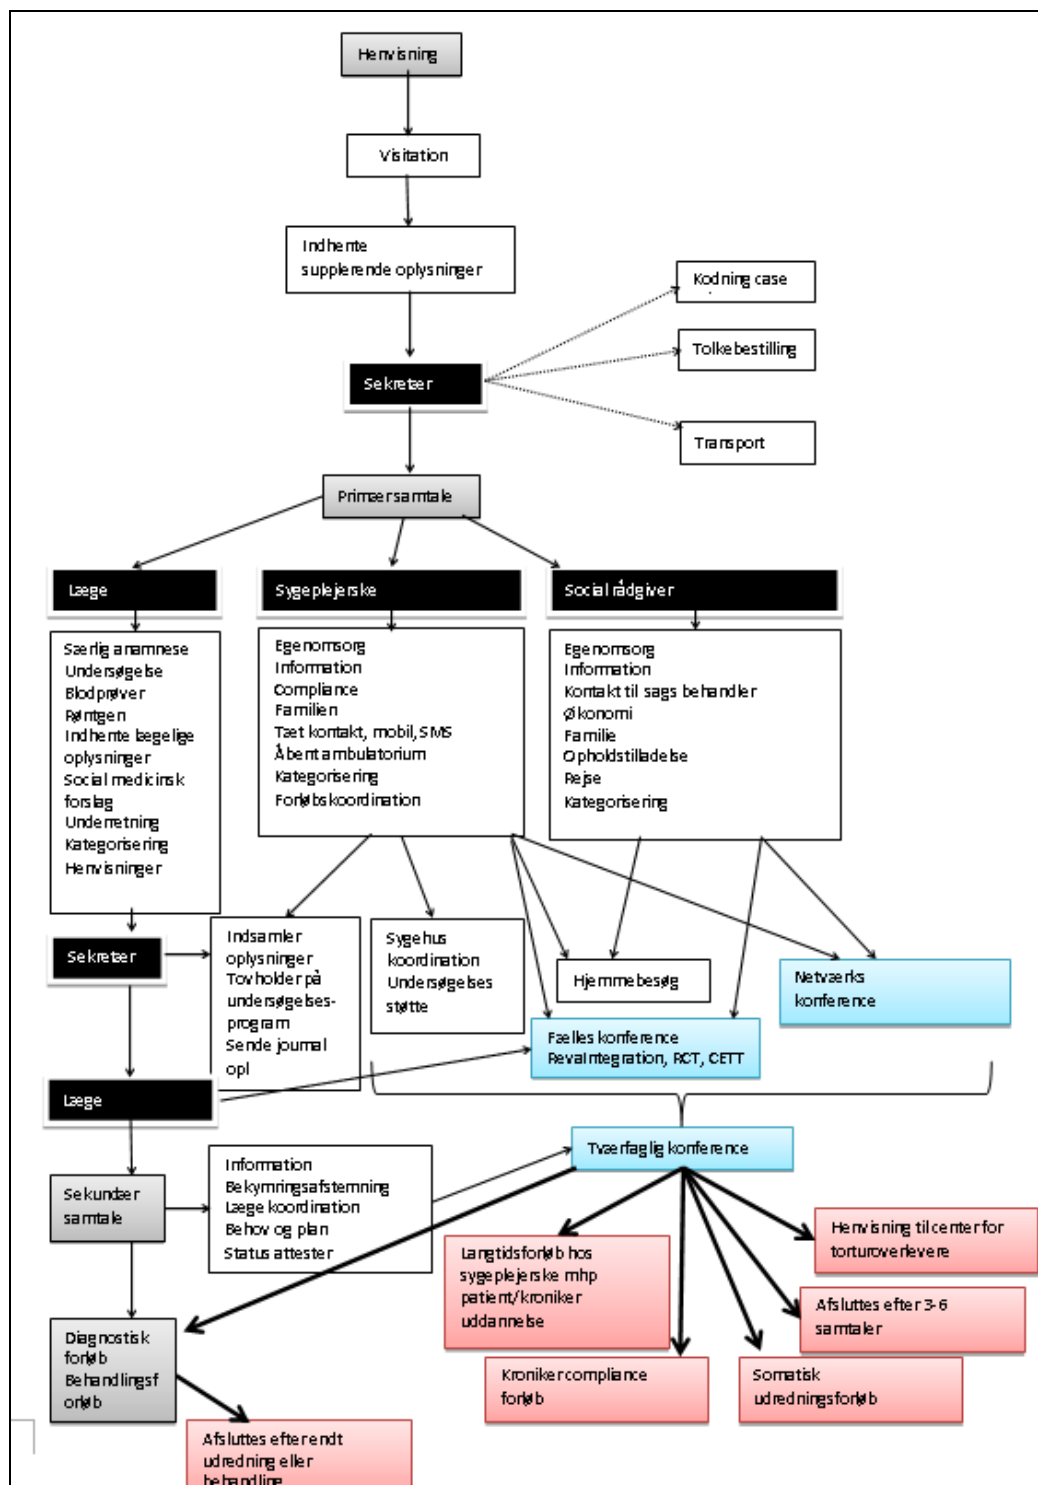 Henvisning
Visitation
Indhente
supplerende oplysninger
Kodning case
Tolkebestilling
Sekretær
Transport
Primær samtale
Læge
Særlig anamnese
Undersøgelse
Blodprøver
Røntgen
Indhente lægelige
oplysninger
Social medicinsk
forslag
Underretning
Kategorisering
Henvisninger
Sygeplejerske
Egenomsorg
Information
Compliance
Familien
Tæt kontakt, mobil, SMS
Åbent ambulatorium
Kategorisering
Forløbskoordination
Social rådgiver
Egenomsorg
Information
Kontakt til sags behandler
Økonomi
Familie
Opholdstilladelse
Rejse
Kategorisering
Sekretær
Indsamler
oplysninger
Tovholder på
undersøgelses-
program
Sende journal
opl
Sygehus
koordination
Undersøgelses
støtte
Hjemmebesøg
Netværks
konference
Fælles konference
RevaIntegration, RCT, CETT
Læge
Tværfaglig konference
Sekundær
samtale
Information
Bekymringsafstemning
Læge koordination
Behov og plan
Status attester
Henvisning til center for
torturoverlevere
Langtidsforløb hos
sygeplejerske mhp
patient/kroniker
uddannelse
Afsluttes efter 3-6
samtaler
Diagnostisk
forløb
Behandlingsf
orløb
Kroniker compliance
forløb
Somatisk
udredningsforløb
Afsluttes efter endt
udredning eller
behandling